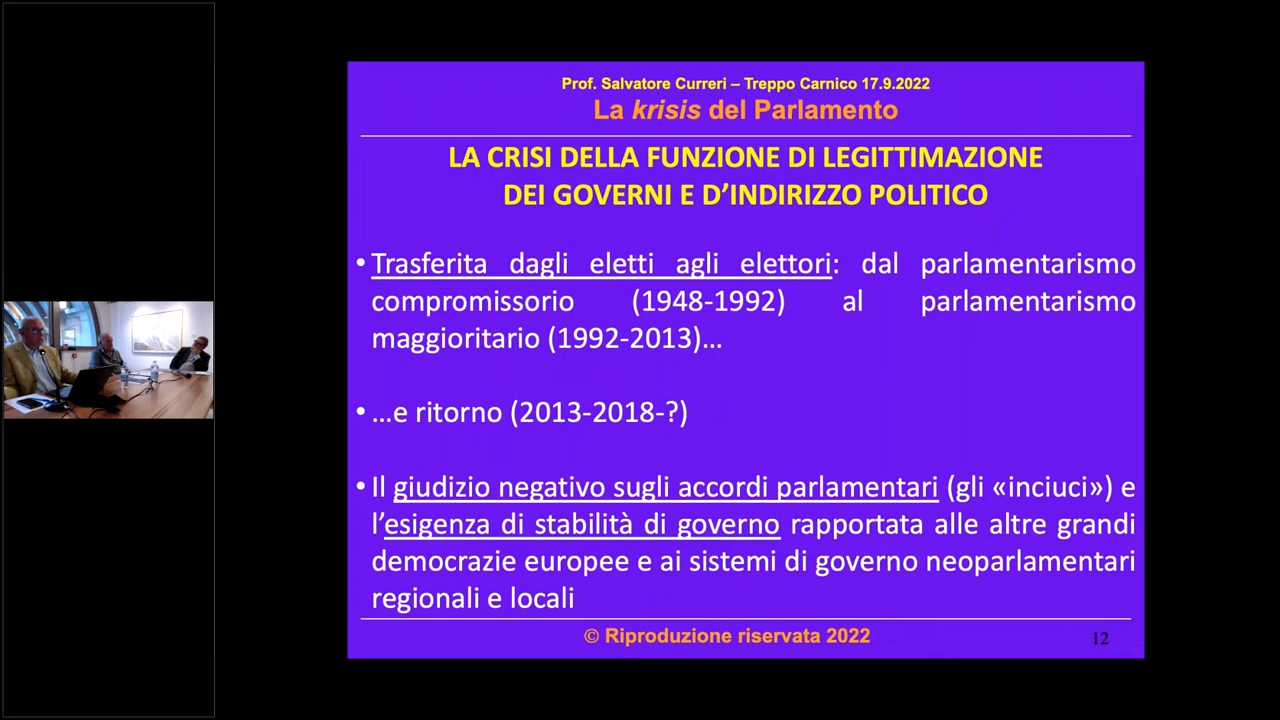 Prof. Salvatore Curreri – Treppo Carnico 17.9.2022
La krisis del Parlamento
LA CRISI DELLA FUNZIONE DI LEGITTIMAZIONE
DEI GOVERNI E D’INDIRIZZO POLITICO
• Trasferita dagli eletti agli elettori: dal parlamentarismo
compromissorio (1948-1992) al parlamentarismo
maggioritario (1992-2013)…
• …e ritorno (2013-2018-?)
• Il giudizio negativo sugli accordi parlamentari (gli «inciuci») e
l’esigenza di stabilità di governo rapportata alle altre grandi
democrazie europee e ai sistemi di governo neoparlamentari
regionali e locali
© Riproduzione riservata 2022
12